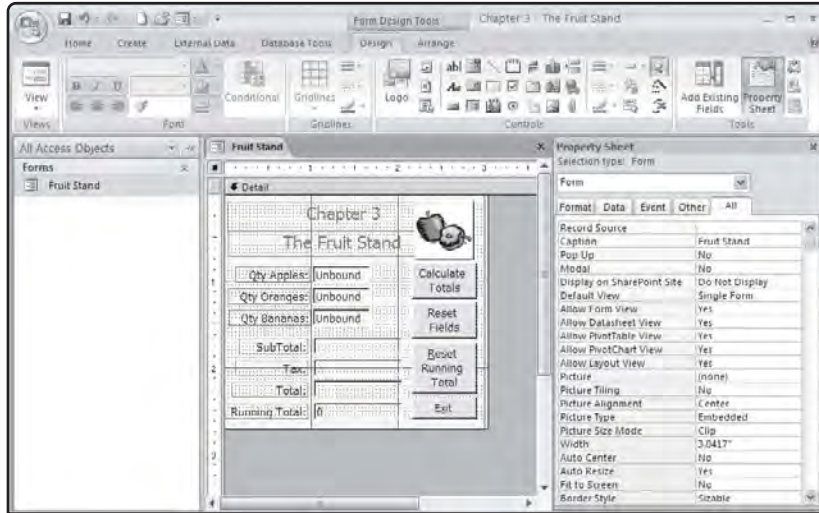 Form Design Tools
Chapter 3 - The Fruit Stand
Home Create External Data Database Tools Design Arrange
View
Views
B I U
Font
Conditional
Gridlines
Gridlines
Logo
Controls
Add Existing Fields
Property Sheet
Tools
All Access Objects
Forms
Fruit Stand
Fruit Stand
Detail
Chapter 3
The Fruit Stand
Qty Apples: Unbound
Qty Oranges: Unbound
Qty Bananas: Unbound
SubTotal:
Tax:
Total:
Running Total: 0
Calculate Totals
Reset Fields
Reset Running Total
Exit
Property Sheet
Selection type: Form
Form
Format Data Event Other All
Record Source
Caption Fruit Stand
Pop Up No
Modal No
Display on SharePoint Site Do Not Display
Default View Single Form
Allow Form View Yes
Allow Datasheet View Yes
Allow PivotTable View Yes
Allow PivotChart View Yes
Allow Layout View Yes
Picture (none)
Picture Tiling No
Picture Alignment Center
Picture Type Embedded
Picture Size Mode Clip
Width 3.0417"
Auto Center No
Auto Resize Yes
Fit to Screen No
Border Style Sizable